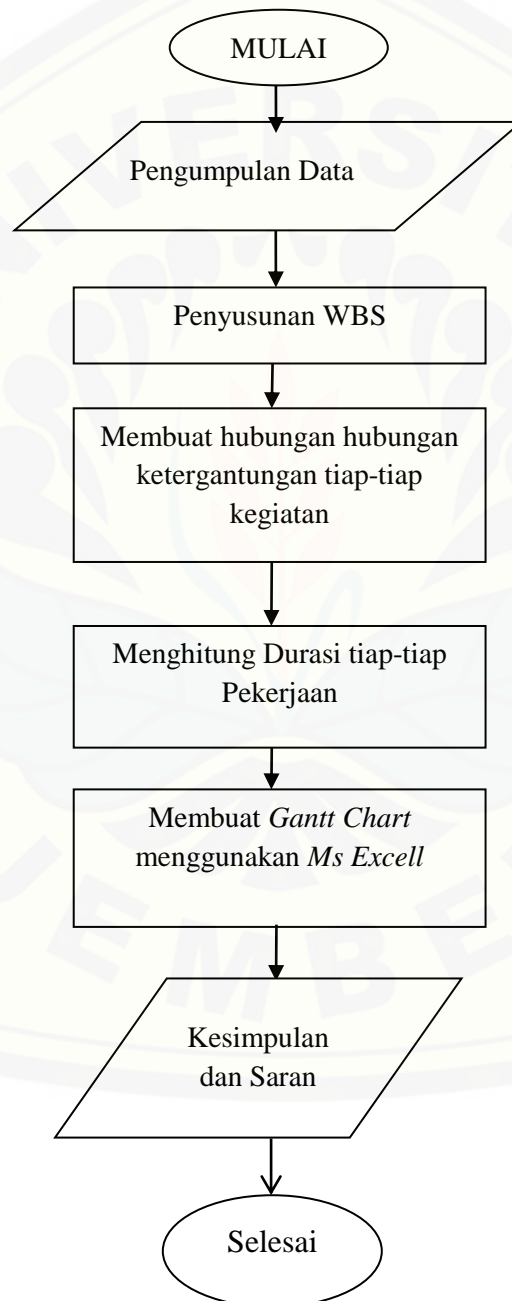 MULAI
Pengumpulan Data
Penyusunan WBS
Membuat hubungan hubungan
ketergantungan tiap-tiap
kegiatan
Menghitung Durasi tiap-tiap
Pekerjaan
Membuat Gantt Chart
menggunakan Ms Excell
Kesimpulan
dan Saran
Selesai